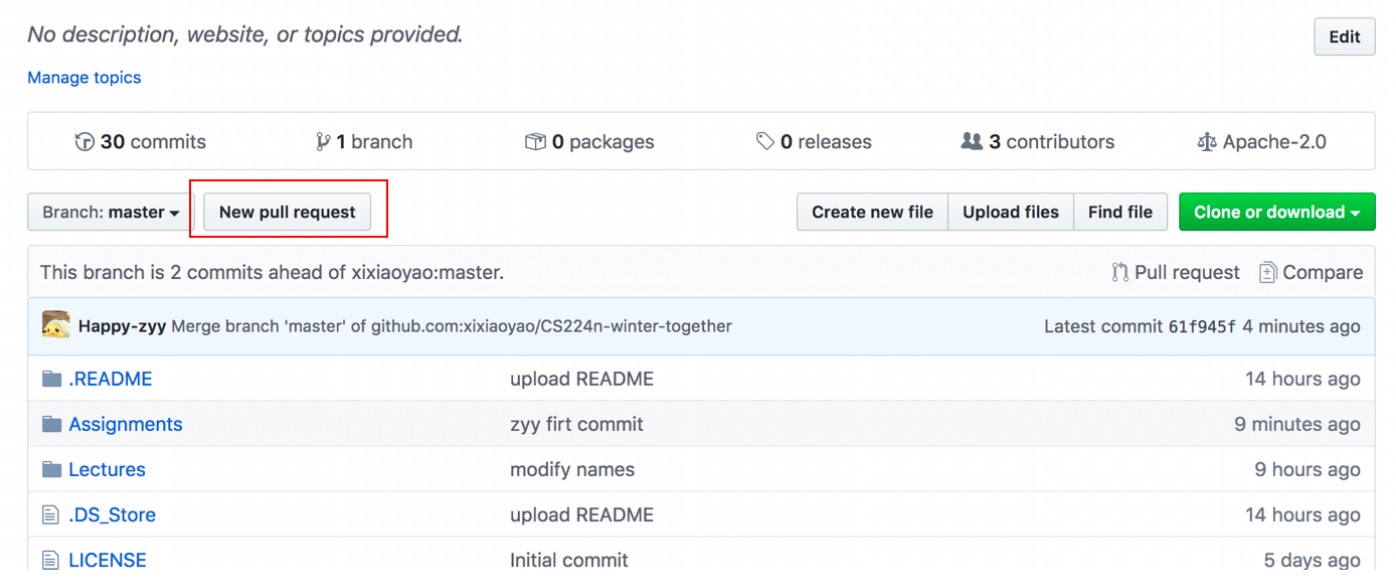 No description, website, or topics provided.
Edit
Manage topics
30 commits 1 branch 0 packages 0 releases 3 contributors Apache-2.0
Branch: master New pull request Create new file Upload files Find file Clone or download
This branch is 2 commits ahead of xixiaoyao:master. Pull request Compare
Happy-zyy Merge branch 'master' of github.com:xixiaoyao/CS224n-winter-together Latest commit 61f945f 4 minutes ago
.README upload README 14 hours ago
Assignments zyy firt commit 9 minutes ago
Lectures modify names 9 hours ago
.DS_Store upload README 14 hours ago
LICENSE Initial commit 5 days ago